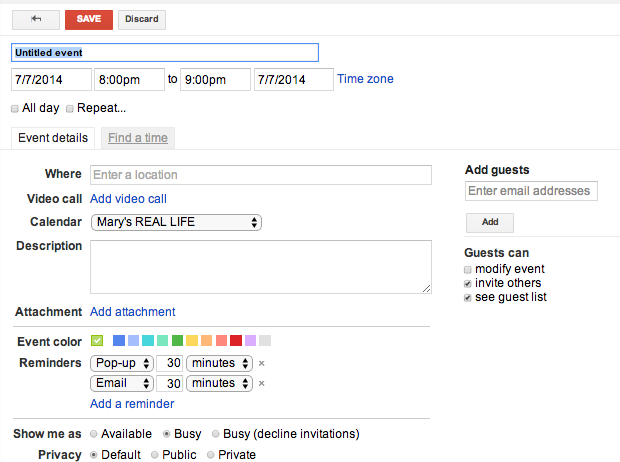 SAVE Discard
Untitled event
7/7/2014 8:00pm to 9:00pm 7/7/2014 Time zone
All day Repeat...
Event details Find a time
Where Enter a location
Video call Add video call
Calendar Mary's REAL LIFE
Description
Attachment Add attachment
Event color
Reminders Pop-up 30 minutes ×
Email 30 minutes ×
Add a reminder
Show me as Available Busy Busy (decline invitations)
Privacy Default Public Private
Add guests
Enter email addresses
Add
Guests can
modify event
invite others
see guest list